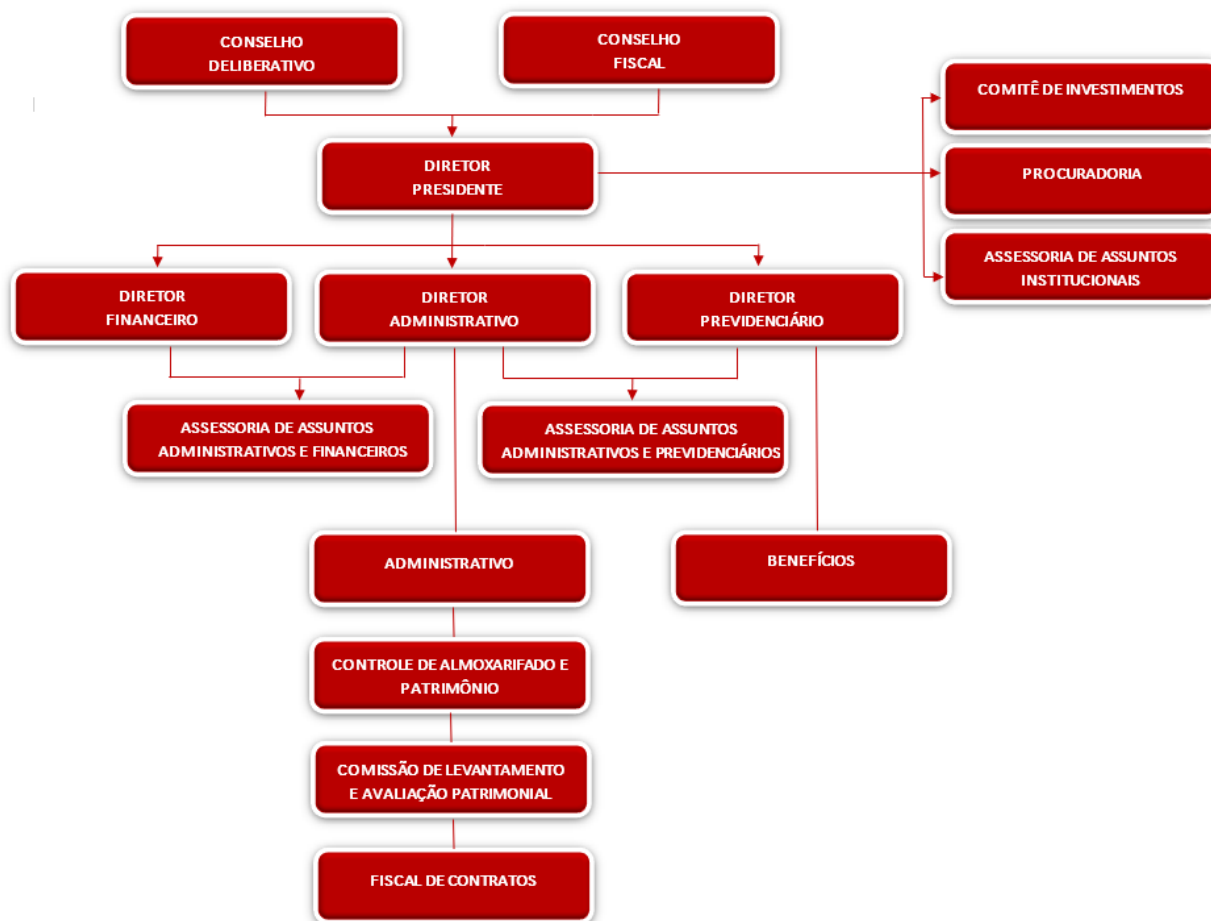 CONSELHO
DELIBERATIVO
CONSELHO
FISCAL
COMITÊ DE INVESTIMENTOS
DIRETOR
PRESIDENTE
PROCURADORIA
ASSESSORIA DE ASSUNTOS
INSTITUCIONAIS
DIRETOR
FINANCEIRO
DIRETOR
ADMINISTRATIVO
DIRETOR
PREVIDENCIÁRIO
ASSESSORIA DE ASSUNTOS
ADMINISTRATIVOS E FINANCEIROS
ASSESSORIA DE ASSUNTOS
ADMINISTRATIVOS E PREVIDENCIÁRIOS
ADMINISTRATIVO
BENEFÍCIOS
CONTROLE DE ALMOXARIFADO E
PATRIMÔNIO
COMISSÃO DE LEVANTAMENTO
E AVALIAÇÃO PATRIMONIAL
FISCAL DE CONTRATOS